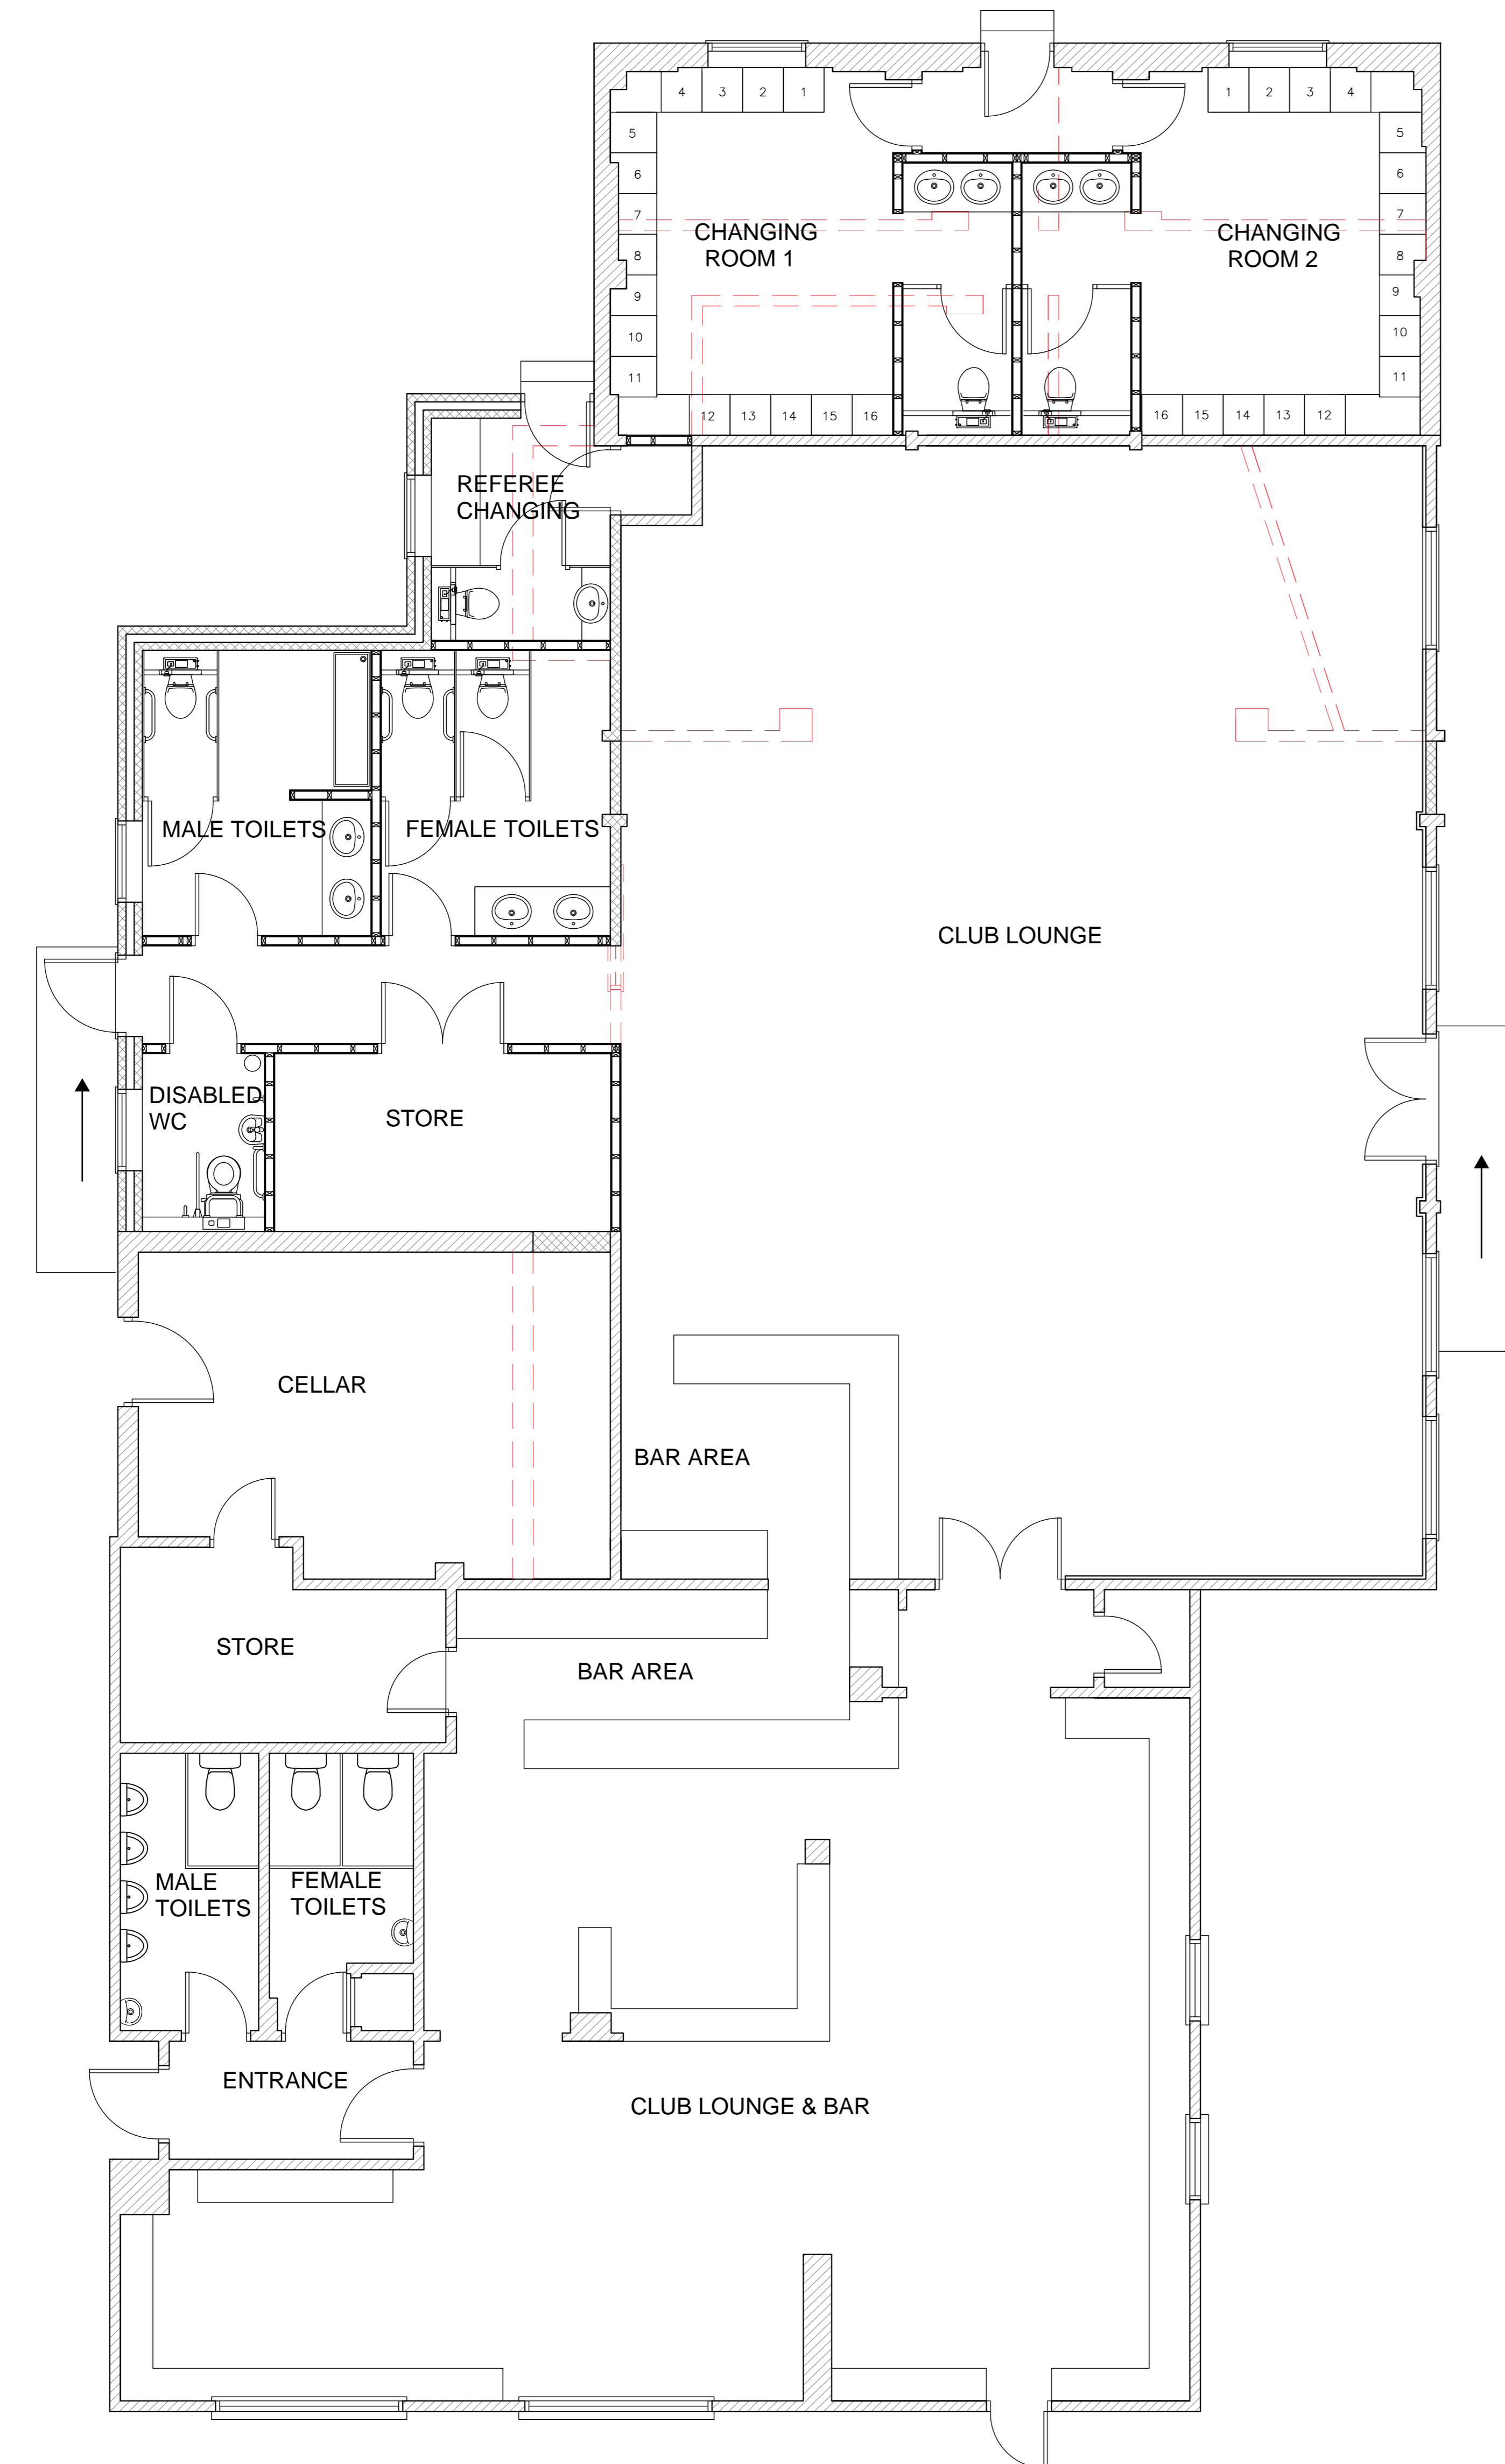 4 3 2 1
1 2 3 4
5
6
7
8
9
10
11
5
6
7
8
9
10
11
CHANGING
ROOM 1
CHANGING
ROOM 2
12 13 14 15 16
16 15 14 13 12
REFEREE
CHANGING
MALE TOILETS
FEMALE TOILETS
CLUB LOUNGE
DISABLED
WC
STORE
CELLAR
BAR AREA
STORE
BAR AREA
MALE
TOILETS
FEMALE
TOILETS
ENTRANCE
CLUB LOUNGE & BAR